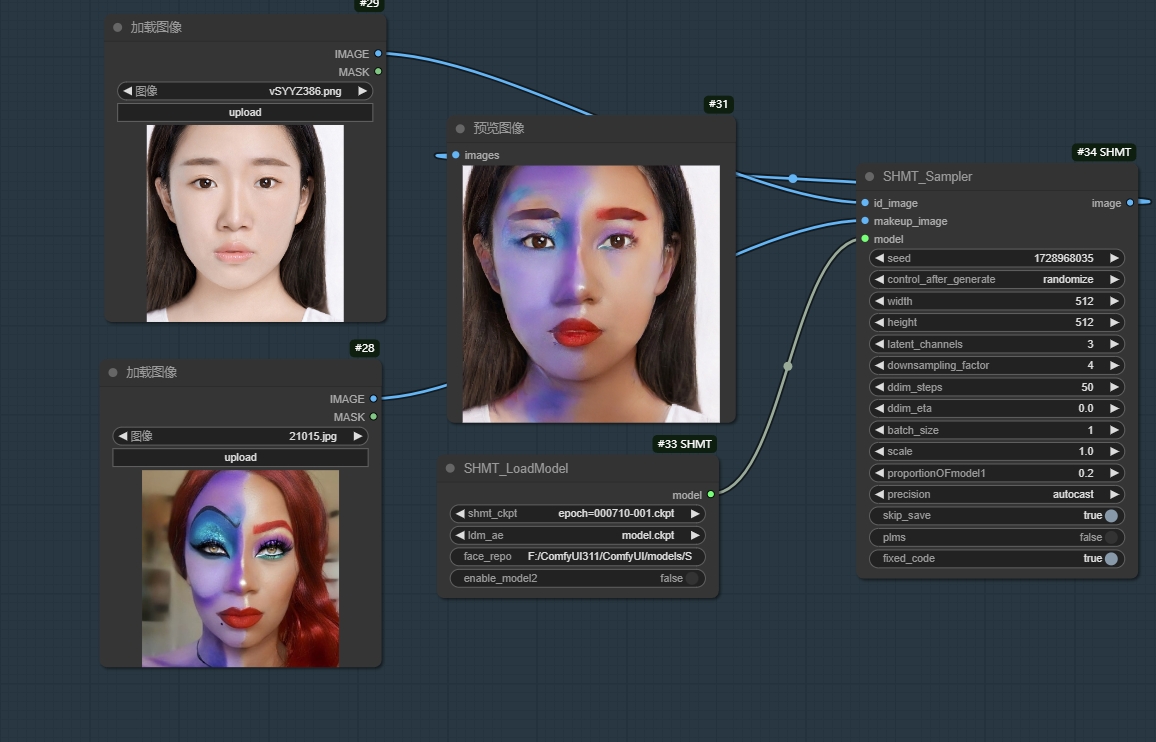 #29
加载图像
IMAGE
MASK
图像 vSYYZ386.png
upload
#28
加载图像
IMAGE
MASK
图像 21015.jpg
upload
#31
预览图像
images
#33 SHMT
SHMT_LoadModel
model
shmt_ckpt epoch=000710-001.ckpt
ldm_ae model.ckpt
face_repo F:/ComfyUI311/ComfyUI/models/S
enable_model2 false
#34 SHMT
SHMT_Sampler
id_image image
makeup_image
model
seed 1728968035
control_after_generate randomize
width 512
height 512
latent_channels 3
downsampling_factor 4
ddim_steps 50
ddim_eta 0.0
batch_size 1
scale 1.0
proportionOFmodel1 0.2
precision autocast
skip_save true
plms false
fixed_code true